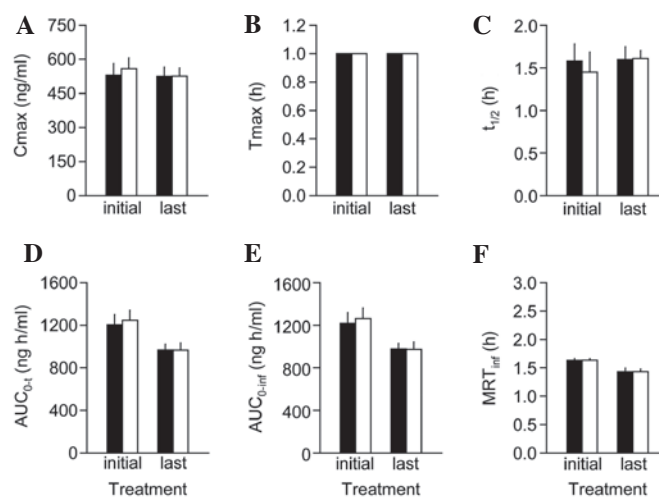 A
Cmax (ng/ml)
750
600
450
300
150
0
initial last
B
Tmax (h)
1.2
1.0
0.8
0.6
0.4
0.2
0.0
initial last
C
t1/2 (h)
2.0
1.5
1.0
0.5
0.0
initial last
D
AUC0-t (ng h/ml)
1600
1200
800
400
0
initial last
Treatment
E
AUC0-inf (ng h/ml)
1600
1200
800
400
0
initial last
Treatment
F
MRTinf (h)
3.0
2.5
2.0
1.5
1.0
0.5
0.0
initial last
Treatment